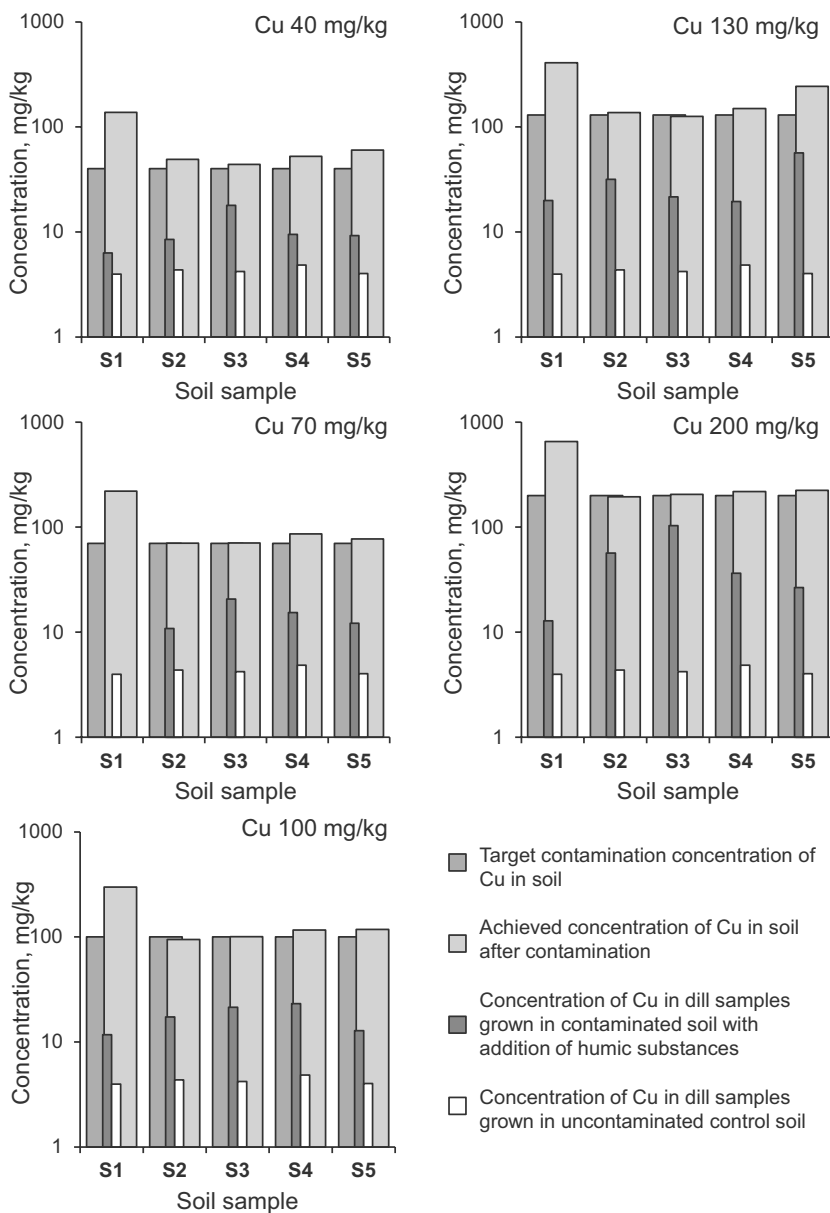 Cu 40 mg/kg
Concentration, mg/kg
1000
100
10
1
S1 S2 S3 S4 S5
Soil sample
Cu 130 mg/kg
Concentration, mg/kg
1000
100
10
1
S1 S2 S3 S4 S5
Soil sample
Cu 70 mg/kg
Concentration, mg/kg
1000
100
10
1
S1 S2 S3 S4 S5
Soil sample
Cu 200 mg/kg
Concentration, mg/kg
1000
100
10
1
S1 S2 S3 S4 S5
Soil sample
Cu 100 mg/kg
Concentration, mg/kg
1000
100
10
1
S1 S2 S3 S4 S5
Soil sample
Target contamination concentration of
Cu in soil
Achieved concentration of Cu in soil
after contamination
Concentration of Cu in dill samples
grown in contaminated soil with
addition of humic substances
Concentration of Cu in dill samples
grown in uncontaminated control soil